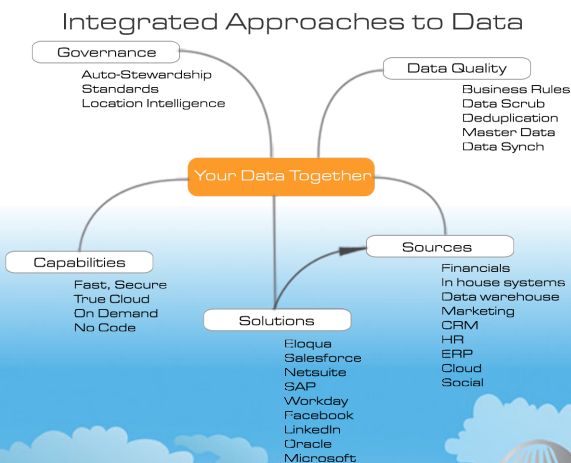 Integrated Approaches to Data
Governance
Auto-Stewardship
Standards
Location Intelligence
Data Quality
Business Rules
Data Scrub
Deduplication
Master Data
Data Synch
Your Data Together
Capabilities
Fast, Secure
True Cloud
On Demand
No Code
Solutions
Eloqua
Salesforce
Netsuite
SAP
Workday
Facebook
LinkedIn
Oracle
Microsoft
Sources
Financials
In house systems
Data warehouse
Marketing
CRM
HR
ERP
Cloud
Social